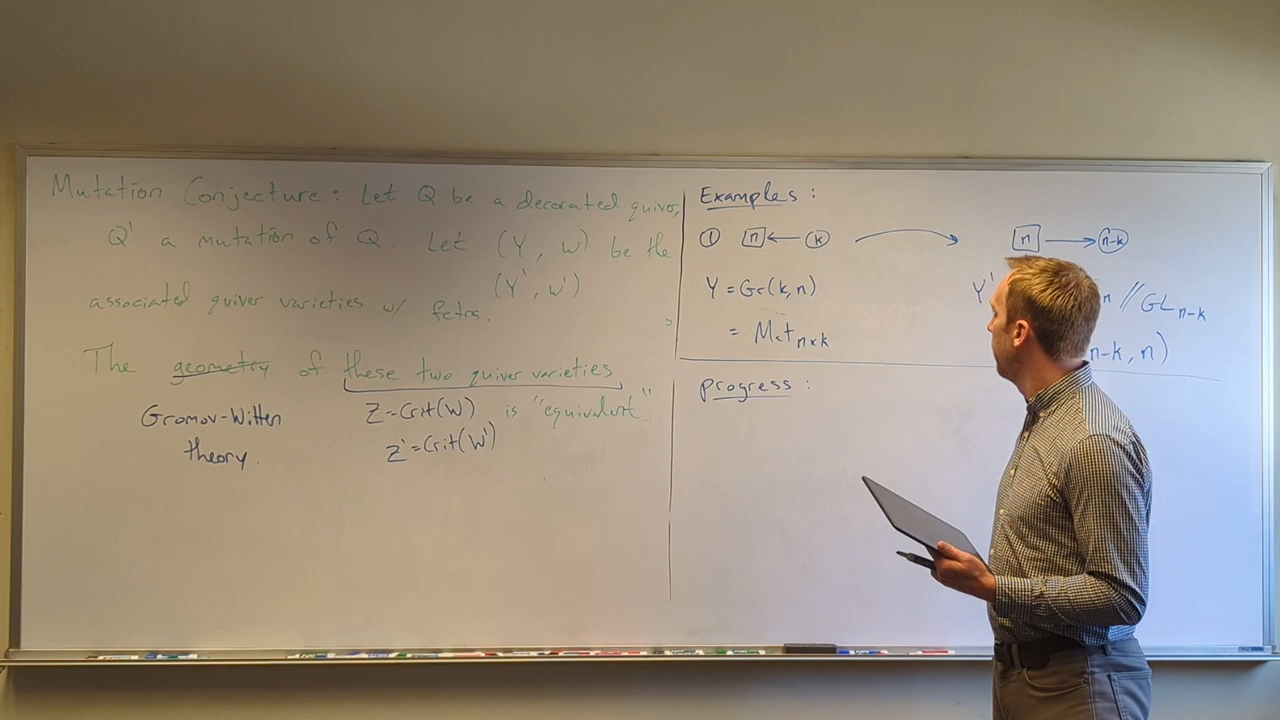 Mutation Conjecture: Let Q be a decorated quiver,
Q' a mutation of Q. Let (Y, W) be the
(Y', W')
associated quiver varieties w/ fctns.
The geometry of these two quiver varieties
Gromov-Witten Z=Crit(W) is "equivalent."
theory. Z'=Crit(W')
Examples:
① n ← k → n → n-k
Y = Gr(k,n) Y' n // GL n-k
= Mat n×k n-k, n)
progress: